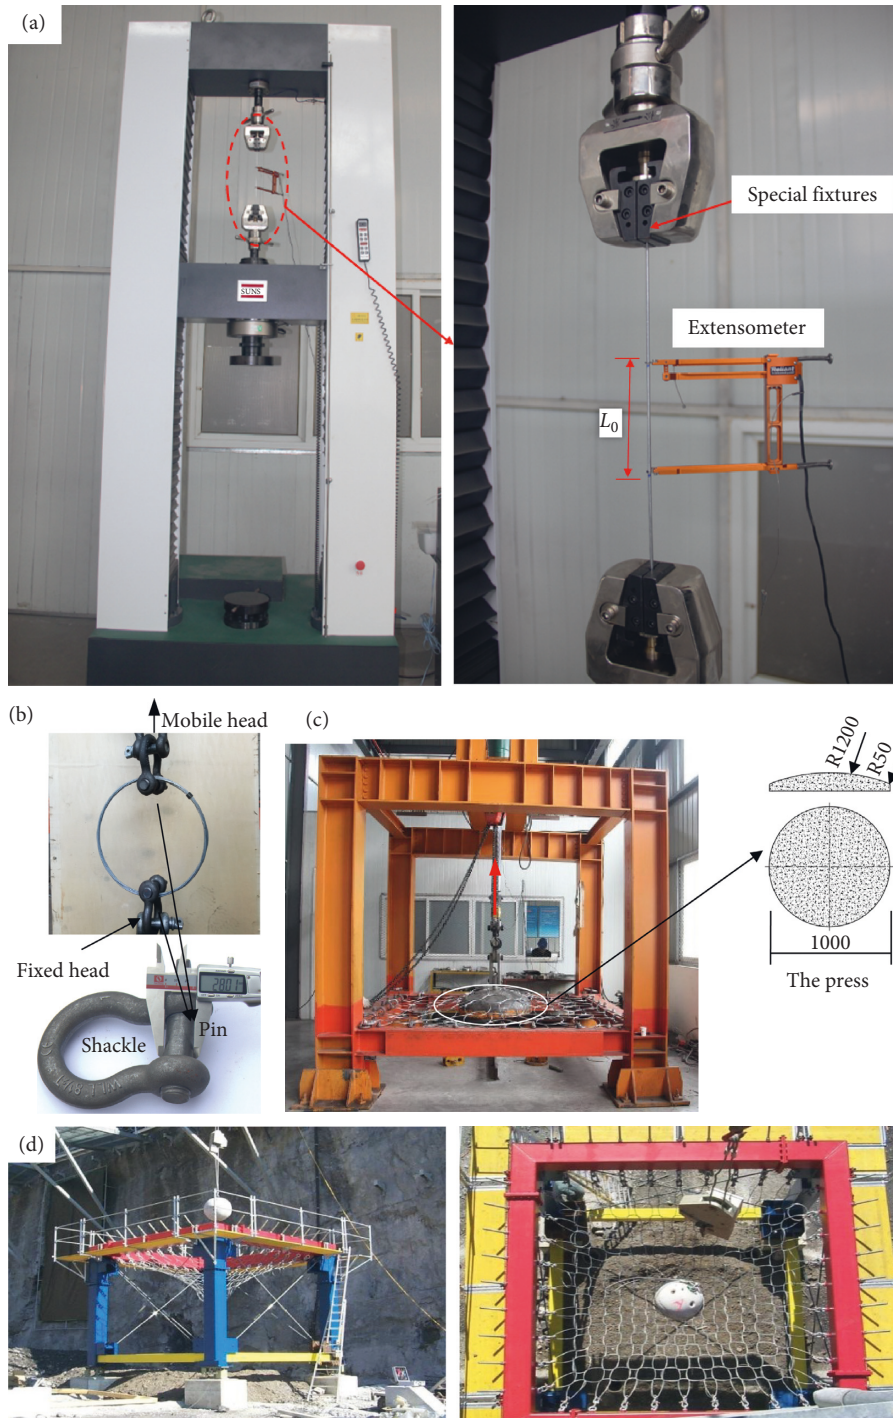 (a)
SUNS
Special fixtures
Extensometer
L0
(b)
Mobile head
Fixed head
28.01
Pin
Shackle
(c)
R1200
R50
1000
The press
(d)